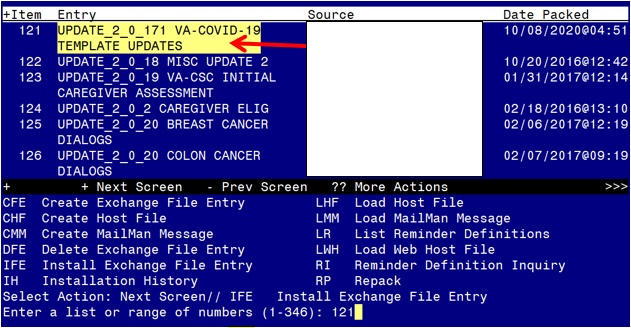 +Item Entry Source Date Packed
121 UPDATE_2_0_171 VA-COVID-19 10/08/2020@04:51
TEMPLATE UPDATES
122 UPDATE_2_0_18 MISC UPDATE 2 10/20/2016@12:42
123 UPDATE_2_0_19 VA-CSC INITIAL 01/31/2017@12:14
CAREGIVER ASSESSMENT
124 UPDATE_2_0_2 CAREGIVER ELIG 02/18/2016@13:10
125 UPDATE_2_0_20 BREAST CANCER 02/06/2017@12:19
DIALOGS
126 UPDATE_2_0_20 COLON CANCER 02/07/2017@09:19
DIALOGS
+ + Next Screen - Prev Screen ?? More Actions >>>
CFE Create Exchange File Entry LHF Load Host File
CHF Create Host File LMM Load MailMan Message
CMM Create MailMan Message LR List Reminder Definitions
DFE Delete Exchange File Entry LWH Load Web Host File
IFE Install Exchange File Entry RI Reminder Definition Inquiry
IH Installation History RP Repack
Select Action: Next Screen// IFE Install Exchange File Entry
Enter a list or range of numbers (1-346): 121